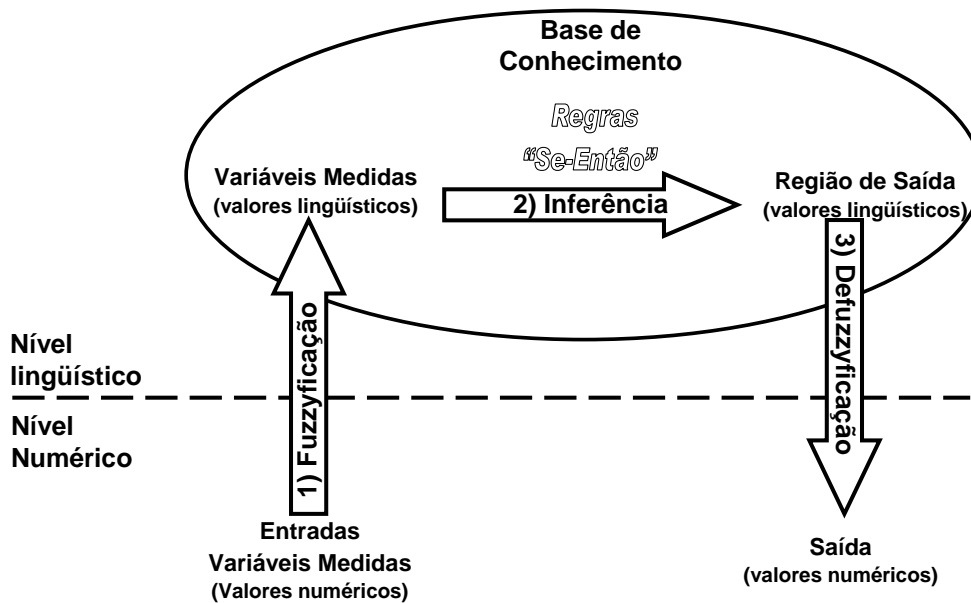 Base de
Conhecimento
Regras
“Se-Então”
Variáveis Medidas
(valores lingüísticos)
2) Inferência
Região de Saída
(valores lingüísticos)
1) Fuzzyficação
3) Defuzzyficação
Nível
lingüístico
Nível
Numérico
Entradas
Variáveis Medidas
(Valores numéricos)
Saída
(valores numéricos)